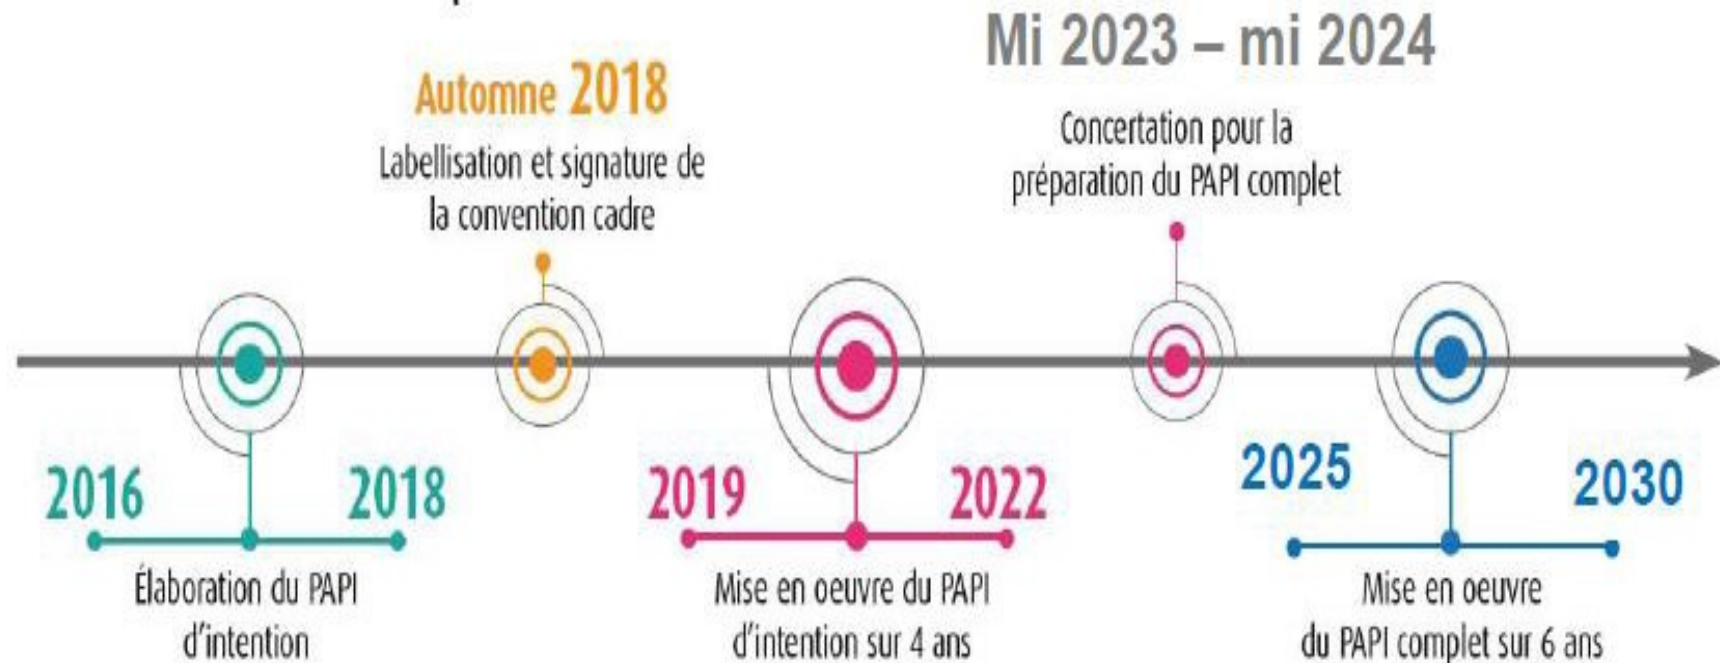 Mi 2023 – mi 2024
Automne 2018
Concertation pour la
préparation du PAPI complet
Labellisation et signature de
la convention cadre
2016
2018
Élaboration du PAPI
d'intention
2019
2022
Mise en oeuvre du PAPI
d'intention sur 4 ans
2025
2030
Mise en oeuvre
du PAPI complet sur 6 ans